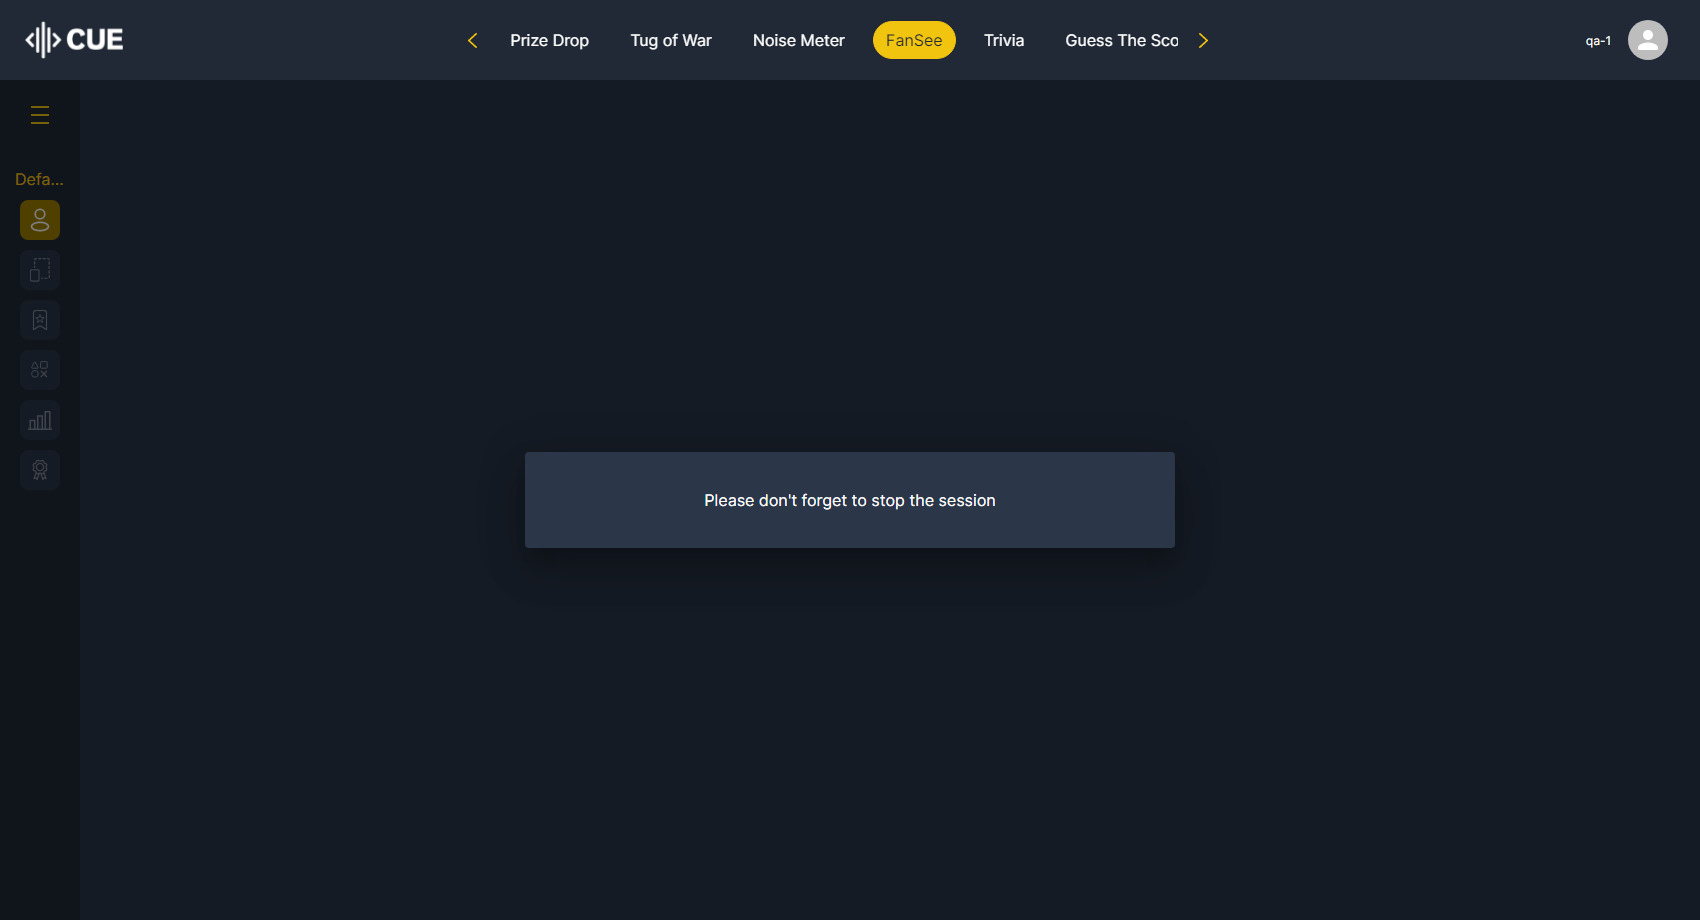 CUE
Prize Drop
Tug of War
Noise Meter
FanSee
Trivia
Guess The Sco
qa-1
Defa...
Please don't forget to stop the session